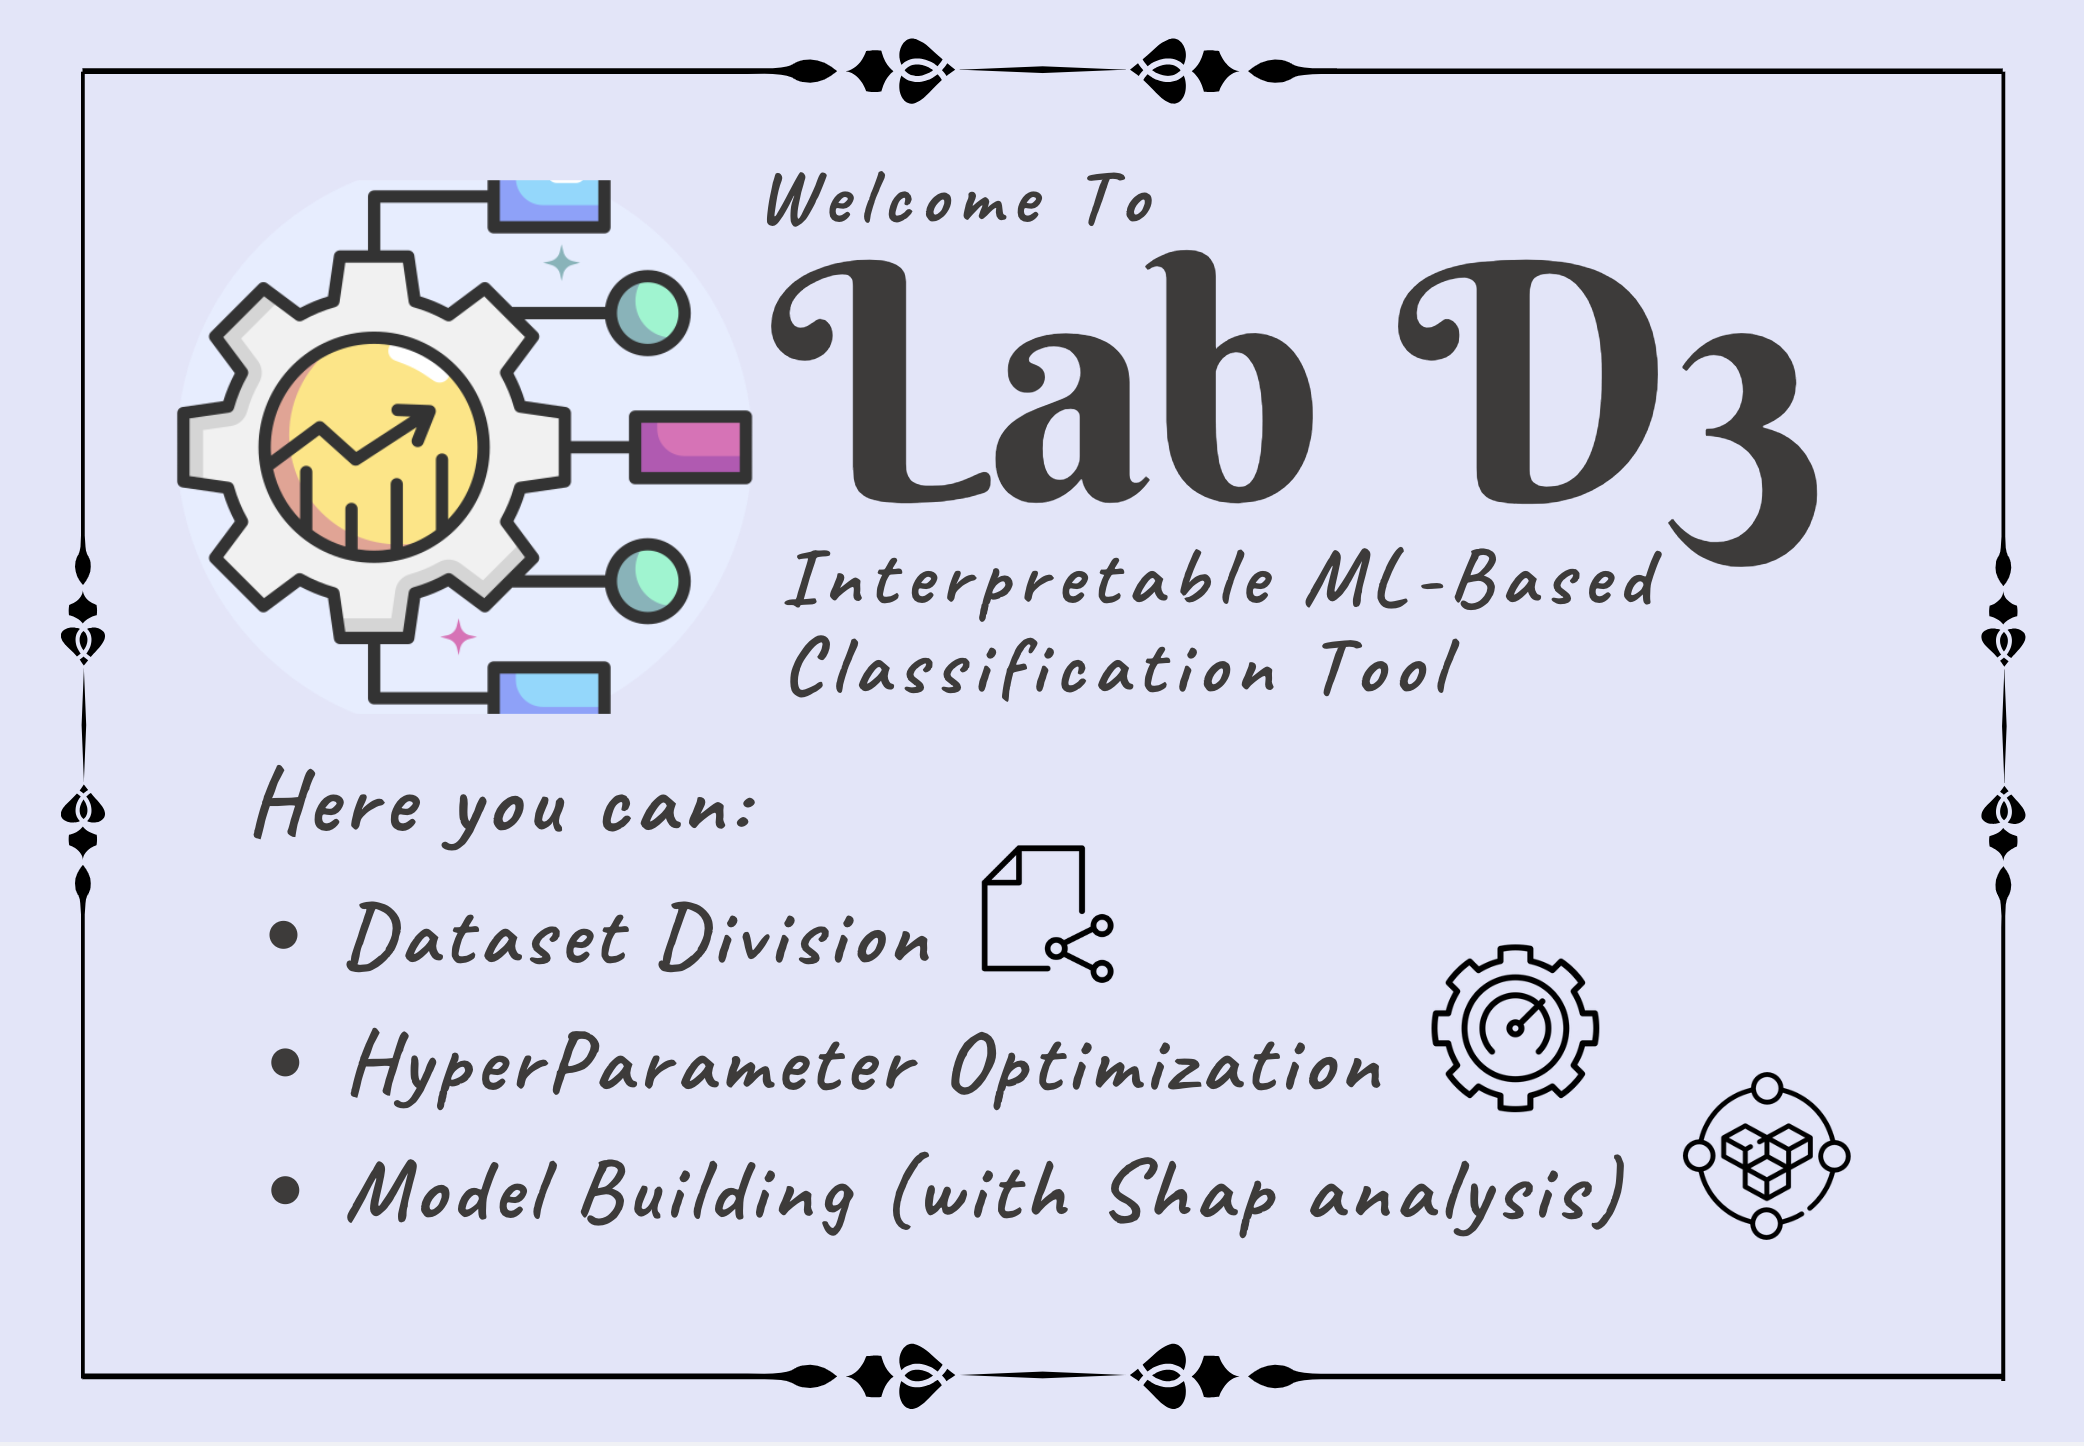 Welcome To
Lab D3
Interpretable ML-Based
Classification Tool
Here you can:
• Dataset Division
• HyperParameter Optimization
• Model Building (with Shap analysis)